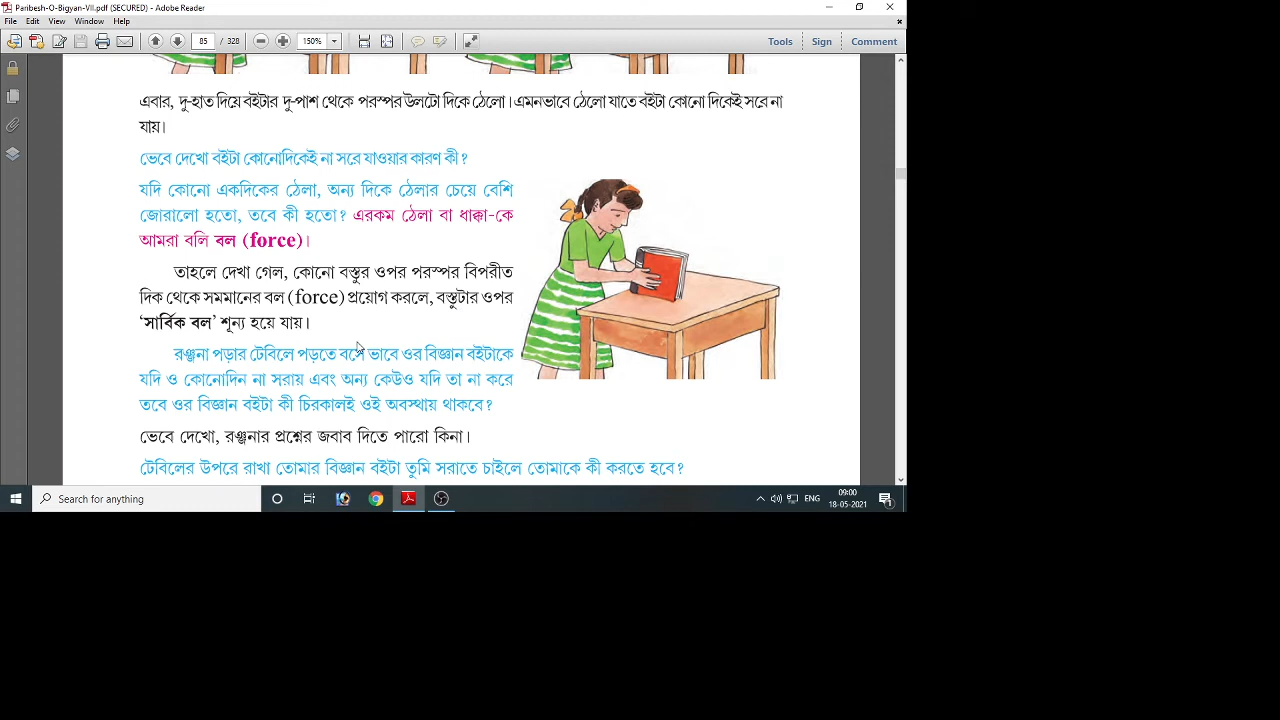 Paribesh-O-Bigyan-VII.pdf (SECURED) - Adobe Reader
File Edit View Window Help
85 / 328 150% Tools Sign Comment
এবার, দু-হাত দিয়ে বইটার দু-পাশ থেকে পরস্পর উলটো দিকে ঠেলো। এমনভাবে ঠেলো যাতে বইটা কোনো দিকেই সরে না
যায়।
ভেবে দেখো বইটা কোনোদিকেই না সরে যাওয়ার কারণ কী?
যদি কোনো একদিকের ঠেলা, অন্য দিকে ঠেলার চেয়ে বেশি
জোরালো হতো, তবে কী হতো? এরকম ঠেলা বা ধাক্কা-কে
আমরা বলি বল (force)।
তাহলে দেখা গেল, কোনো বস্তুর ওপর পরস্পর বিপরীত
দিক থেকে সমমানের বল (force) প্রয়োগ করলে, বস্তুটার ওপর
‘সার্বিক বল’ শূন্য হয়ে যায়।
রঞ্জনা পড়ার টেবিলে পড়তে বসে ভাবে ওর বিজ্ঞান বইটাকে
যদি ও কোনোদিন না সরায় এবং অন্য কেউও যদি তা না করে
তবে ওর বিজ্ঞান বইটা কী চিরকালই ওই অবস্থায় থাকবে?
ভেবে দেখো, রঞ্জনার প্রশ্নের জবাব দিতে পারো কিনা।
টেবিলের উপরে রাখা তোমার বিজ্ঞান বইটা তুমি সরাতে চাইলে তোমাকে কী করতে হবে?
Search for anything ENG 09:00
18-05-2021 1